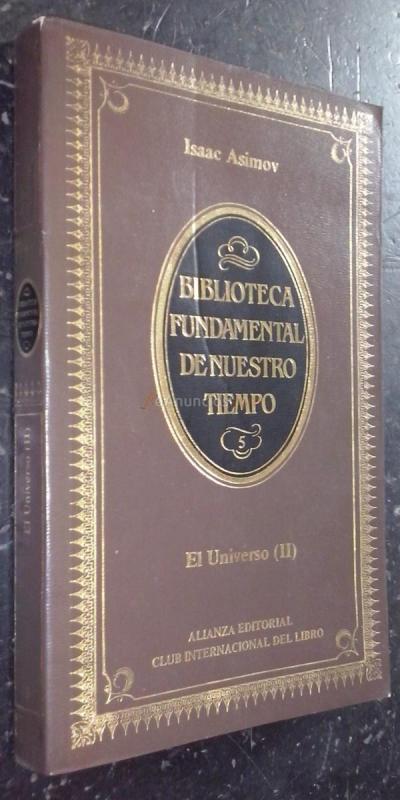 Isaac Asimov
BIBLIOTECA
FUNDAMENTAL
DE NUESTRO
TIEMPO
5
El Universo (II)
ALIANZA EDITORIAL
CLUB INTERNACIONAL DEL LIBRO
El Universo (II)